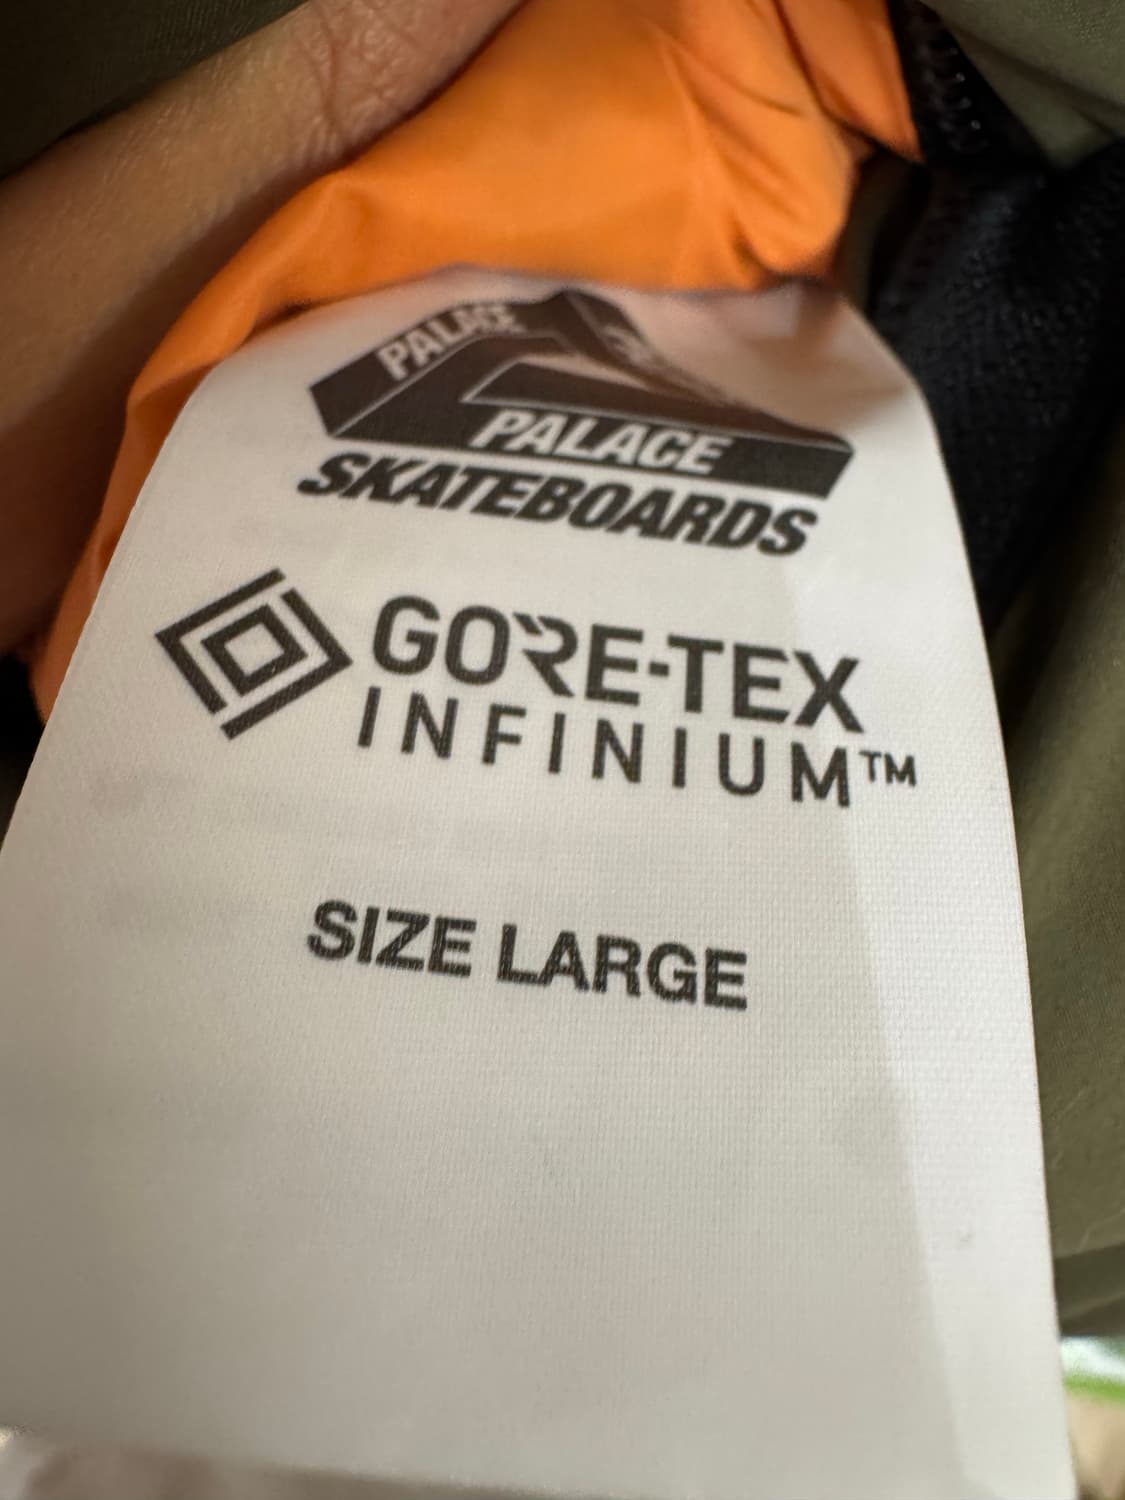 PALACE
PALACE
SKATEBOARDS
GORE-TEX
INFINIUM™
SIZE LARGE